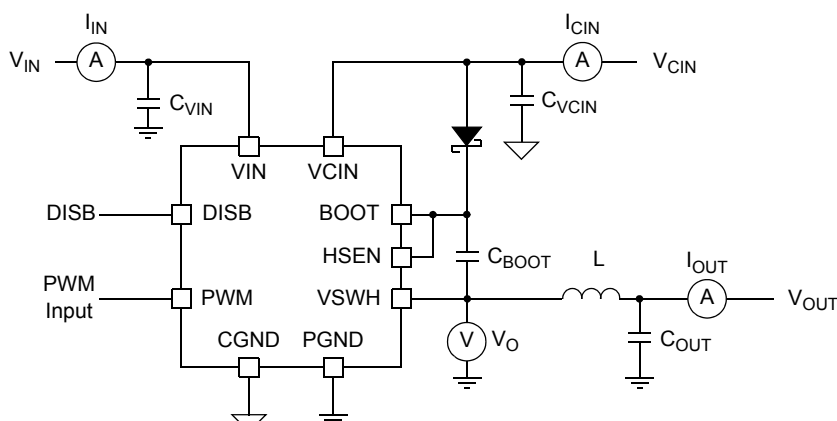 I_IN
A
V_IN
C_VIN
I_CIN
A
V_CIN
C_VCIN
VIN
VCIN
DISB
DISB
BOOT
HSEN
C_BOOT
L
I_OUT
A
V_OUT
PWM
Input
PWM
VSWH
CGND
PGND
V
V_O
C_OUT